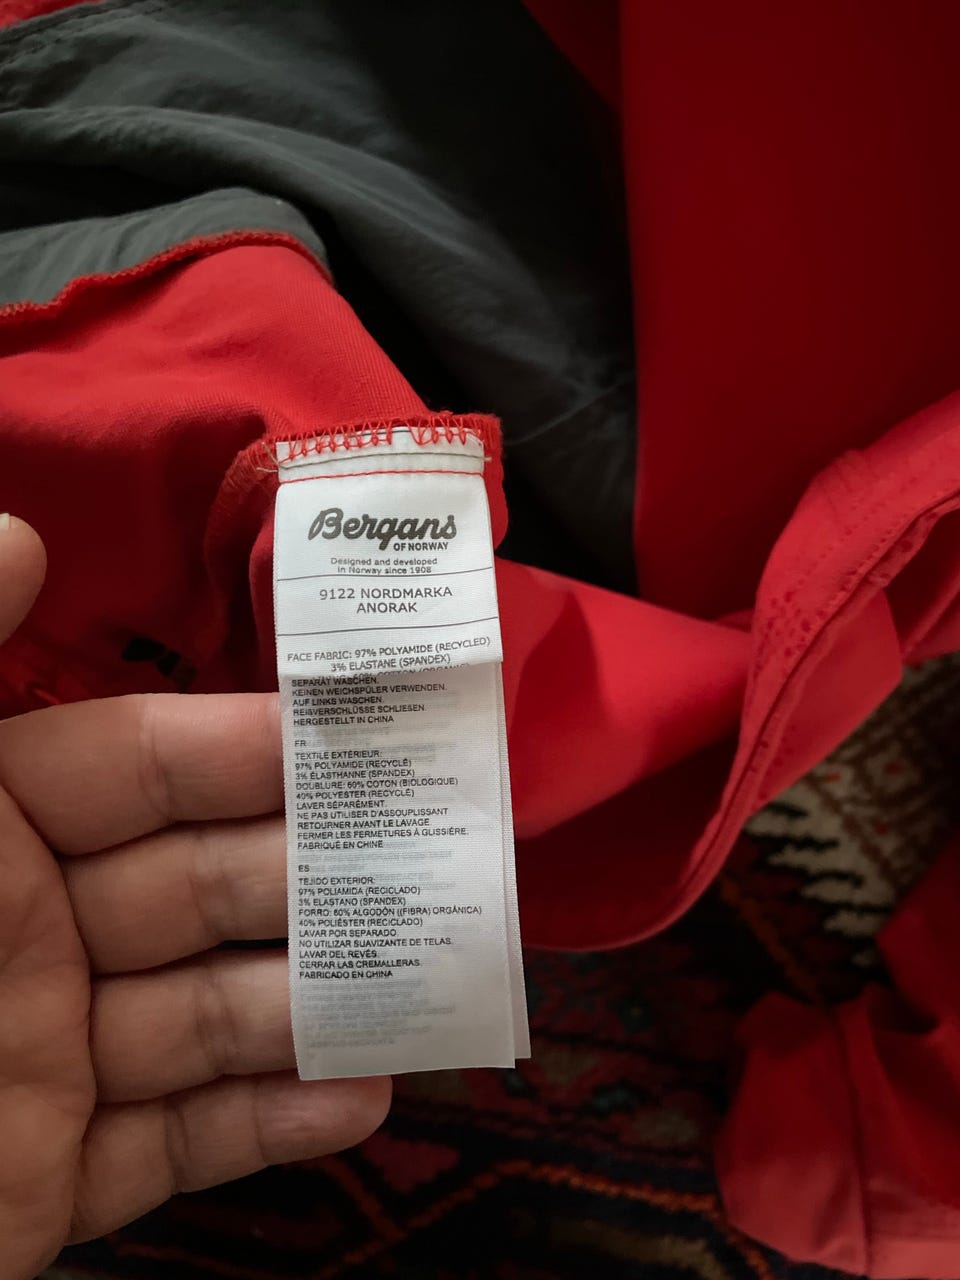 Bergans
OF NORWAY
Designed and developed
in Norway since 1908
9122 NORDMARKA
ANORAK
FACE FABRIC: 97% POLYAMIDE (RECYCLED)
3% ELASTANE (SPANDEX)
60% COTTON (ORGANIC)
SEPARAT WASCHEN.
KEINEN WEICHSPÜLER VERWENDEN.
AUF LINKS WASCHEN.
REIßVERSCHLÜSSE SCHLIEßEN.
HERGESTELLT IN CHINA
FR
TEXTILE EXTÉRIEUR:
97% POLYAMIDE (RECYCLÉ)
3% ÉLASTHANNE (SPANDEX)
DOUBLURE: 60% COTON (BIOLOGIQUE)
40% POLYESTER (RECYCLÉ)
LAVER SÉPARÉMENT.
NE PAS UTILISER D'ASSOUPLISSANT
RETOURNER AVANT LE LAVAGE.
FERMER LES FERMETURES À GLISSIÈRE.
FABRIQUÉ EN CHINE
ES
TEJIDO EXTERIOR:
97% POLIAMIDA (RECICLADO)
3% ELASTANO (SPANDEX)
FORRO: 60% ALGODÓN ((FIBRA) ORGÁNICA)
40% POLIÉSTER (RECICLADO)
LAVAR POR SEPARADO.
NO UTILIZAR SUAVIZANTE DE TELAS.
LAVAR DEL REVÉS.
CERRAR LAS CREMALLERAS.
FABRICADO EN CHINA